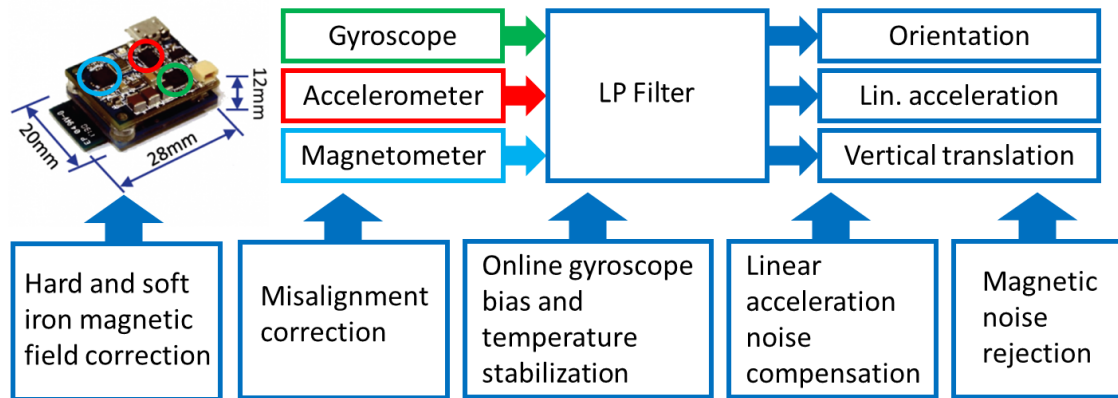 Gyroscope
Accelerometer
Magnetometer
LP Filter
Orientation
Lin. acceleration
Vertical translation
12mm
20mm
28mm
Hard and soft
iron magnetic
field correction
Misalignment
correction
Online gyroscope
bias and
temperature
stabilization
Linear
acceleration
noise
compensation
Magnetic
noise
rejection